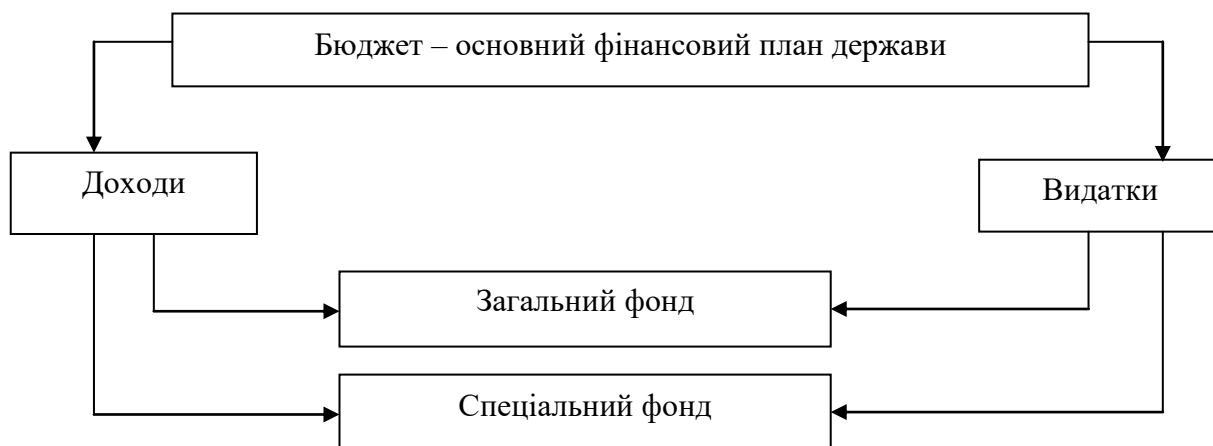 Бюджет – основний фінансовий план держави
Доходи
Видатки
Загальний фонд
Спеціальний фонд